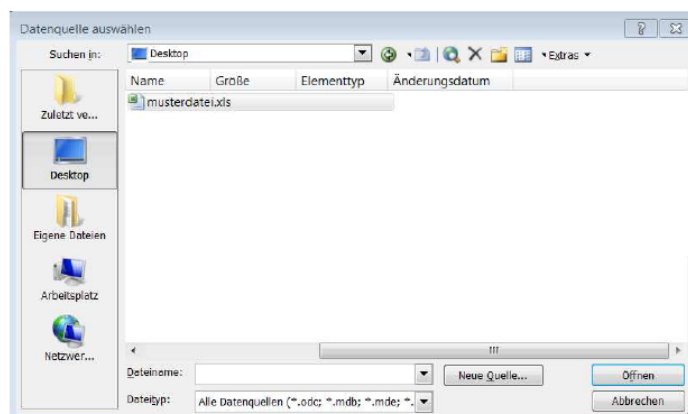 Datenquelle auswählen
Suchen in:
Desktop
Extras
Name Größe Elementtyp Änderungsdatum
musterdatei.xls
Zuletzt ve...
Desktop
Eigene Dateien
Arbeitsplatz
Netzwer...
Dateiname:
Neue Quelle...
Öffnen
Dateityp:
Alle Datenquellen (*.odc; *.mdb; *.mde; *.
Abbrechen